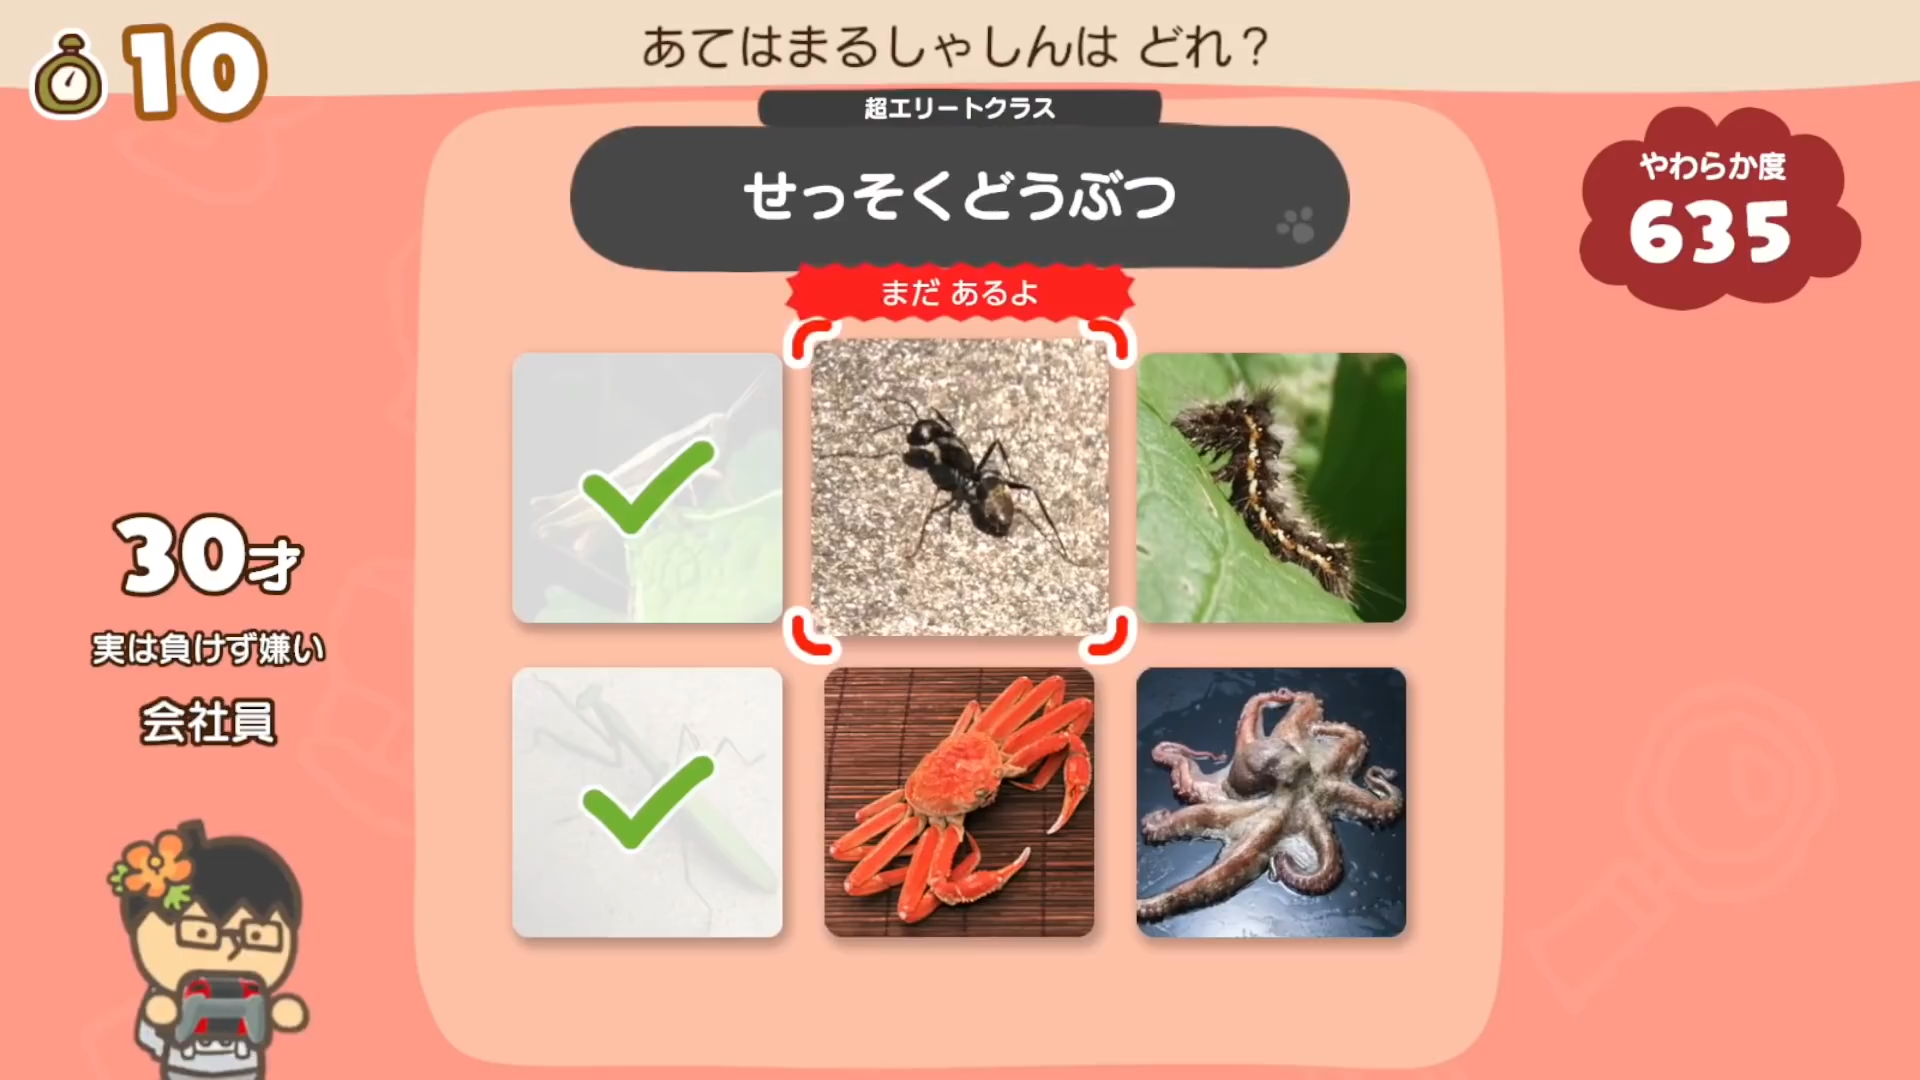 10
あてはまるしゃしんは どれ？
超エリートクラス
せっそくどうぶつ
やわらか度
635
まだ あるよ
30才
実は負けず嫌い
会社員